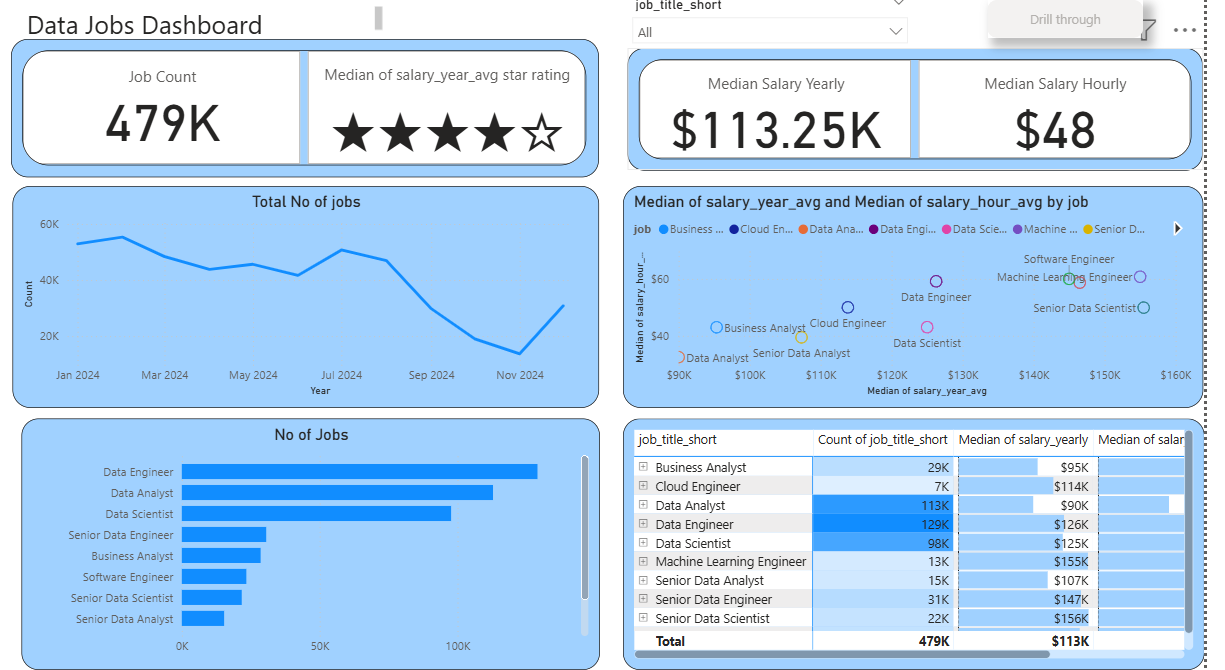 Data Jobs Dashboard
job_title_short
All
Drill through
Job Count
479K
Median of salary_year_avg star rating
Median Salary Yearly
$113.25K
Median Salary Hourly
$48
Total No of jobs
60K
40K
20K
Count
Jan 2024 Mar 2024 May 2024 Jul 2024 Sep 2024 Nov 2024
Year
Median of salary_year_avg and Median of salary_hour_avg by job
job Business ... Cloud En... Data Ana... Data Engi... Data Scie... Machine ... Senior D...
Median of salary_hour_...
$60
$40
Software Engineer
Machine Learning Engineer
Data Engineer
Senior Data Scientist
Business Analyst
Cloud Engineer
Data Scientist
Data Analyst
Senior Data Analyst
$90K $100K $110K $120K $130K $140K $150K $160K
Median of salary_year_avg
No of Jobs
Data Engineer
Data Analyst
Data Scientist
Senior Data Engineer
Business Analyst
Software Engineer
Senior Data Scientist
Senior Data Analyst
0K 50K 100K
job_title_short Count of job_title_short Median of salary_yearly Median of salar
Business Analyst 29K $95K
Cloud Engineer 7K $114K
Data Analyst 113K $90K
Data Engineer 129K $126K
Data Scientist 98K $125K
Machine Learning Engineer 13K $155K
Senior Data Analyst 15K $107K
Senior Data Engineer 31K $147K
Senior Data Scientist 22K $156K
Total 479K $113K